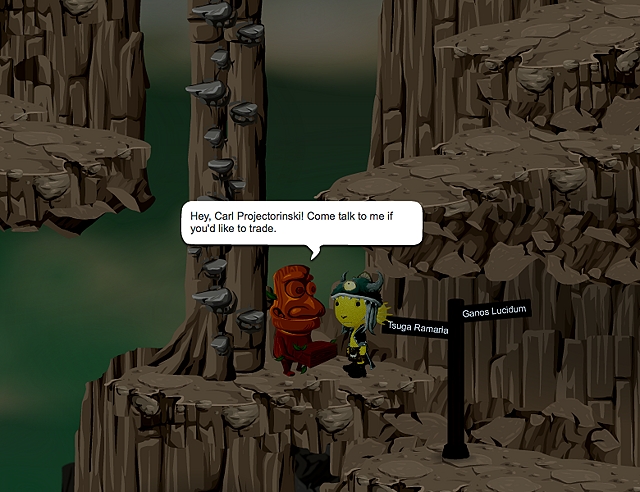 Hey, Carl Projectorinski! Come talk to me if
you'd like to trade.
Ganos Lucidum
Tsuga Ramaria